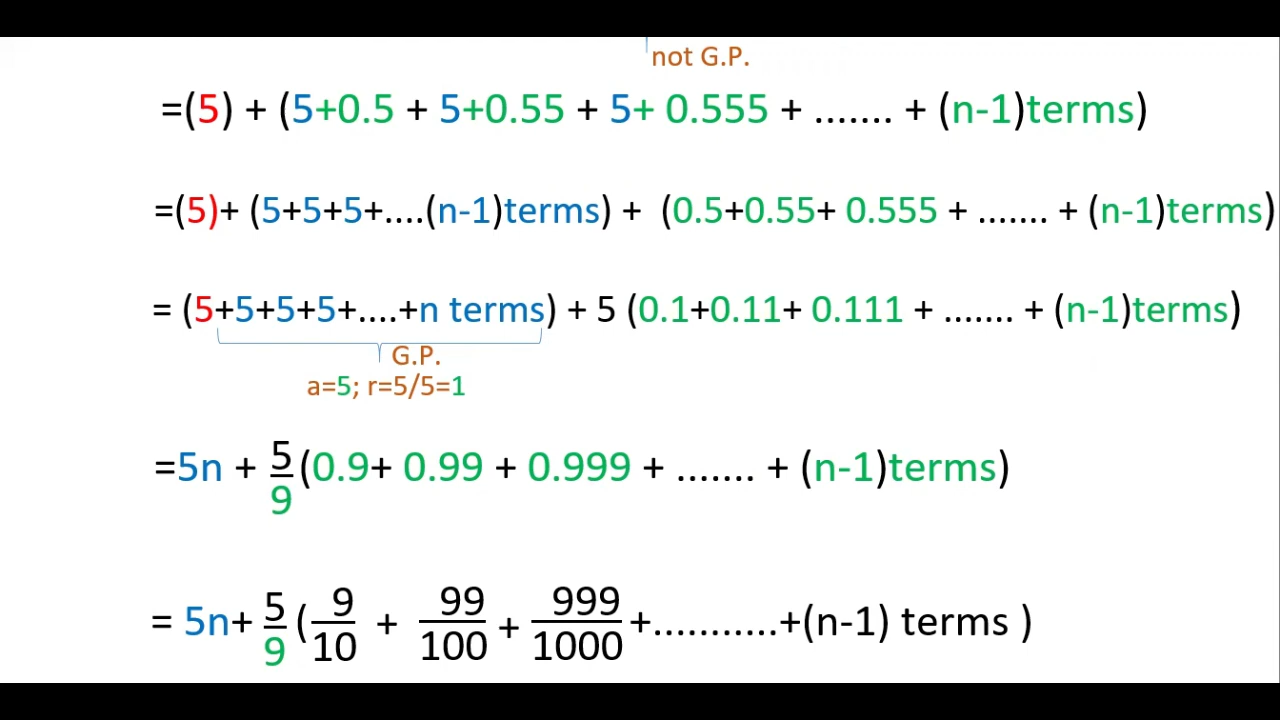 not G.P.
=(5) + (5+0.5 + 5+0.55 + 5+ 0.555 + ....... + (n-1)terms)
=(5)+ (5+5+5+....(n-1)terms) + (0.5+0.55+ 0.555 + ....... + (n-1)terms)
= (5+5+5+5+....+n terms) + 5 (0.1+0.11+ 0.111 + ....... + (n-1)terms)
G.P.
a=5; r=5/5=1
=5n + 5/9 (0.9+ 0.99 + 0.999 + ....... + (n-1)terms)
= 5n+ 5/9 (9/10 + 99/100 + 999/1000 +...........+(n-1) terms )